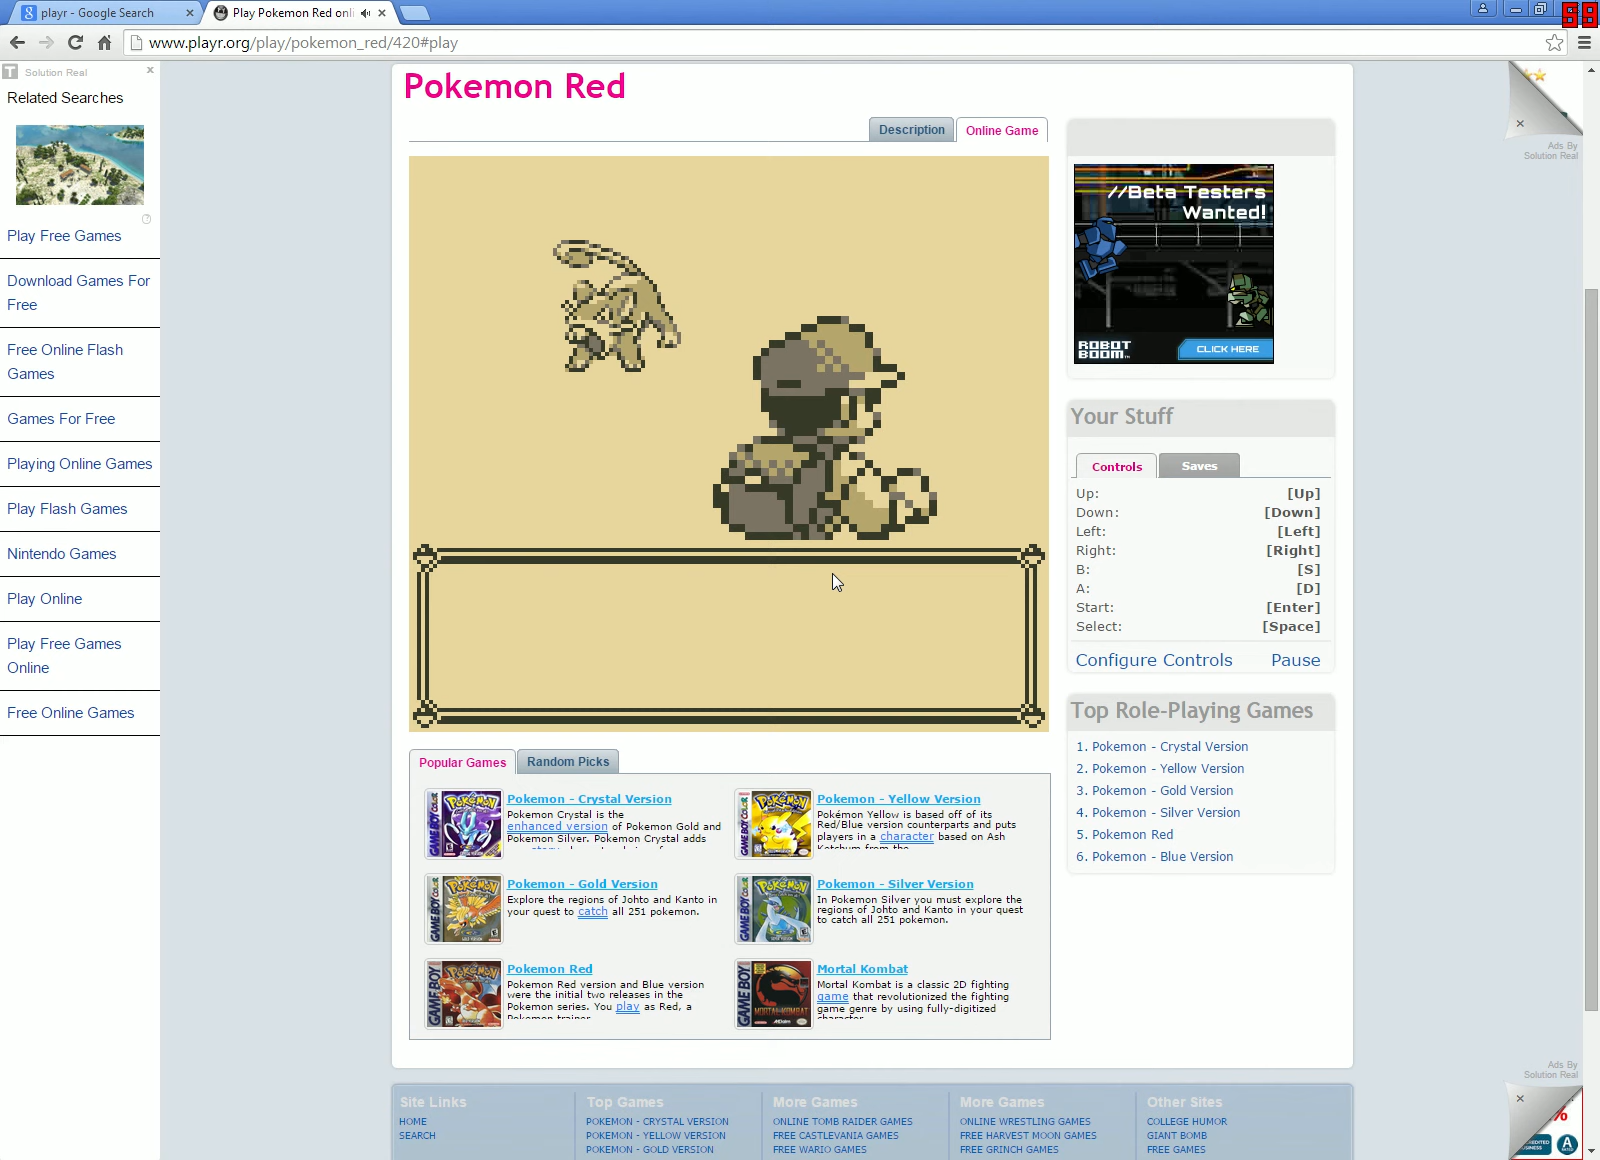 playr - Google Search
Play Pokemon Red onli
59
www.playr.org/play/pokemon_red/420#play
Solution Real
Related Searches
Play Free Games
Download Games For
Free
Free Online Flash
Games
Games For Free
Playing Online Games
Play Flash Games
Nintendo Games
Play Online
Play Free Games
Online
Free Online Games
Pokemon Red
Description
Online Game
//Beta Testers
Wanted!
ROBOT
BOOM™
CLICK HERE
Ads By
Solution Real
Your Stuff
Controls
Saves
Up: [Up]
Down: [Down]
Left: [Left]
Right: [Right]
B: [S]
A: [D]
Start: [Enter]
Select: [Space]
Configure Controls Pause
Top Role-Playing Games
1. Pokemon - Crystal Version
2. Pokemon - Yellow Version
3. Pokemon - Gold Version
4. Pokemon - Silver Version
5. Pokemon Red
6. Pokemon - Blue Version
Popular Games
Random Picks
Pokemon - Crystal Version
Pokemon Crystal is the
enhanced version of Pokemon Gold and
Pokemon Silver. Pokemon Crystal adds
Pokemon - Yellow Version
Pokémon Yellow is based off of its
Red/Blue version counterparts and puts
players in a character based on Ash
Ketchum from the
Pokemon - Gold Version
Explore the regions of Johto and Kanto in
your quest to catch all 251 pokemon.
Pokemon - Silver Version
In Pokemon Silver you must explore the
regions of Johto and Kanto in your quest
to catch all 251 pokemon.
Pokemon Red
Pokemon Red version and Blue version
were the initial two releases in the
Pokemon series. You play as Red, a
Pokemon trainer
Mortal Kombat
Mortal Kombat is a classic 2D fighting
game that revolutionized the fighting
game genre by using fully-digitized
character
Ads By
Solution Real
Site Links
HOME
SEARCH
Top Games
POKEMON - CRYSTAL VERSION
POKEMON - YELLOW VERSION
POKEMON - GOLD VERSION
More Games
ONLINE TOMB RAIDER GAMES
FREE CASTLEVANIA GAMES
FREE WARIO GAMES
More Games
ONLINE WRESTLING GAMES
FREE HARVEST MOON GAMES
FREE GRINCH GAMES
Other Sites
COLLEGE HUMOR
GIANT BOMB
FREE GAMES